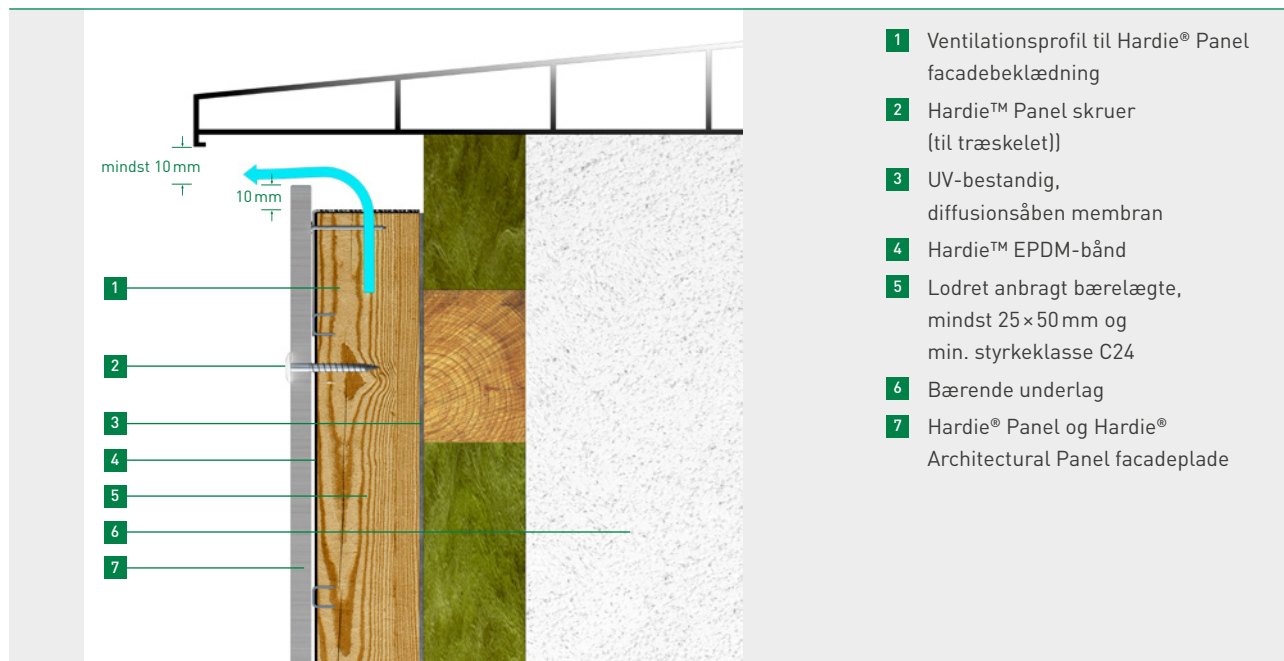 mindst 10 mm
10 mm
1
2
3
4
5
6
7
1 Ventilationsprofil til Hardie® Panel
facadebeklædning
2 Hardie™ Panel skruer
(til træskelet))
3 UV-bestandig,
diffusionsåben membran
4 Hardie™ EPDM-bånd
5 Lodret anbragt bærelægte,
mindst 25 × 50 mm og
min. styrkeklasse C24
6 Bærende underlag
7 Hardie® Panel og Hardie®
Architectural Panel facadeplade